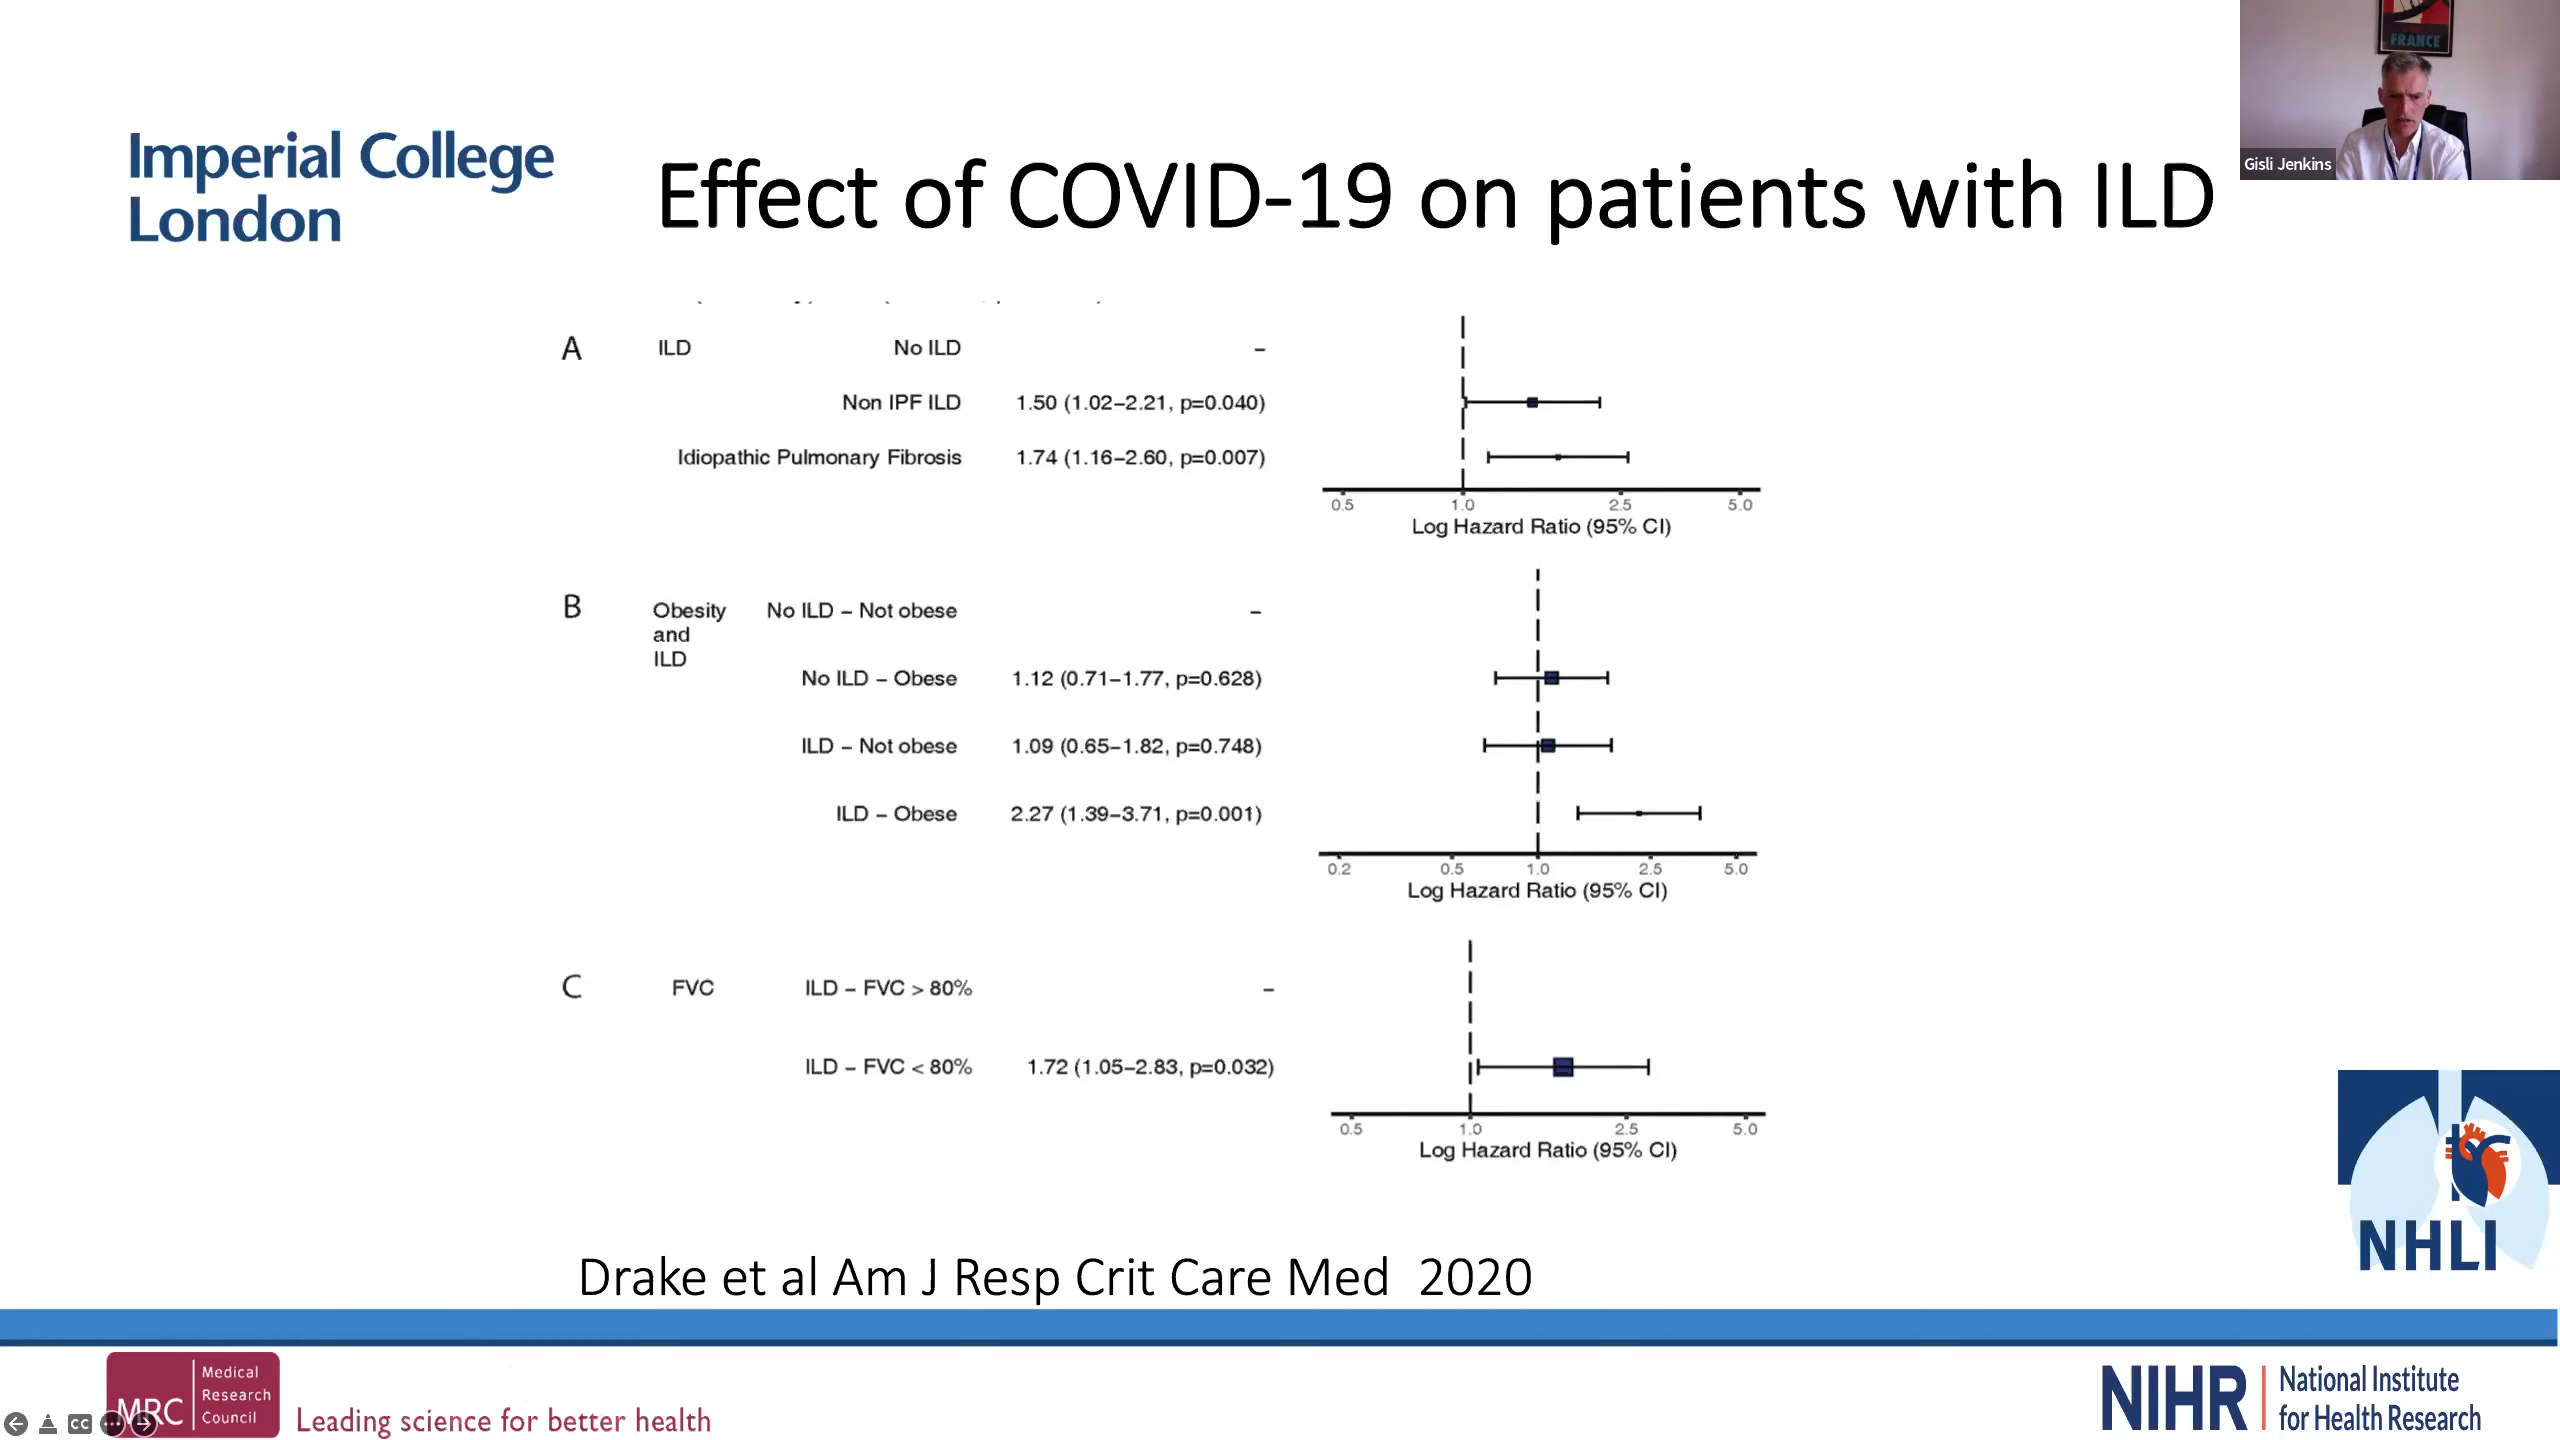 FRANCE
Gisli Jenkins
Imperial College
London
Effect of COVID-19 on patients with ILD
A ILD No ILD –
Non IPF ILD 1.50 (1.02–2.21, p=0.040)
Idiopathic Pulmonary Fibrosis 1.74 (1.16–2.60, p=0.007)
0.5 1.0 2.5 5.0
Log Hazard Ratio (95% CI)
B Obesity and ILD No ILD – Not obese –
No ILD – Obese 1.12 (0.71–1.77, p=0.628)
ILD – Not obese 1.09 (0.65–1.82, p=0.748)
ILD – Obese 2.27 (1.39–3.71, p=0.001)
0.2 0.5 1.0 2.5 5.0
Log Hazard Ratio (95% CI)
C FVC ILD – FVC > 80% –
ILD – FVC < 80% 1.72 (1.05–2.83, p=0.032)
0.5 1.0 2.5 5.0
Log Hazard Ratio (95% CI)
NHLI
Drake et al Am J Resp Crit Care Med 2020
MRC
Medical
Research
Council
Leading science for better health
CC
NIHR
National Institute
for Health Research